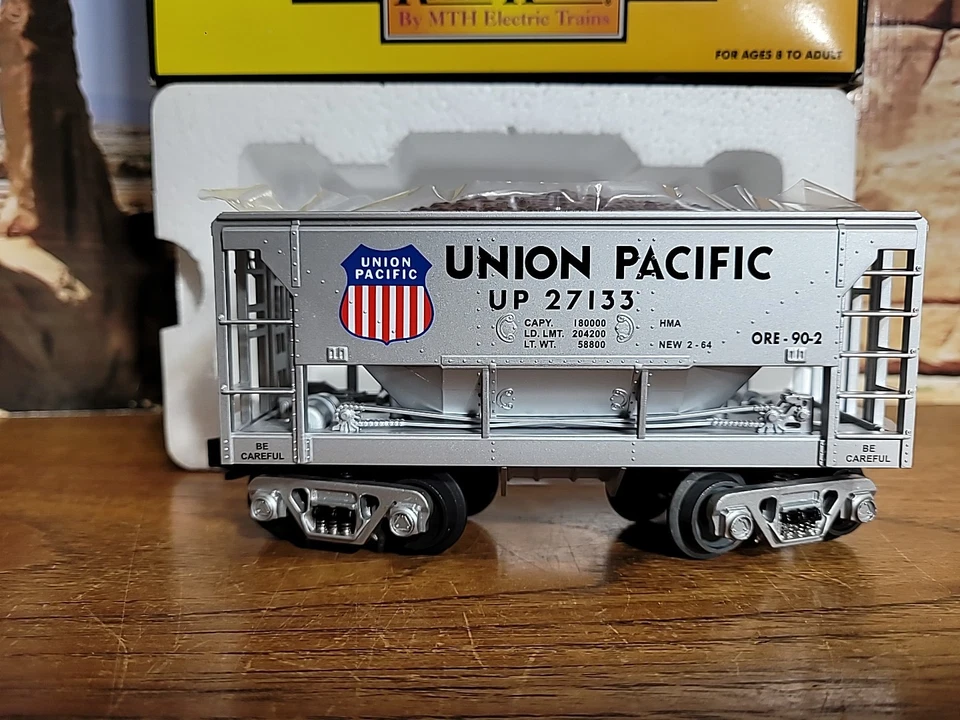 By MTH Electric Trains
FOR AGES 8 TO ADULT
UNION
PACIFIC
UNION PACIFIC
UP 27133
CAPY. 180000 HMA
LD. LMT. 204200
LT. WT. 58800 NEW 2-64
ORE-90-2
BE
CAREFUL
BE
CAREFUL